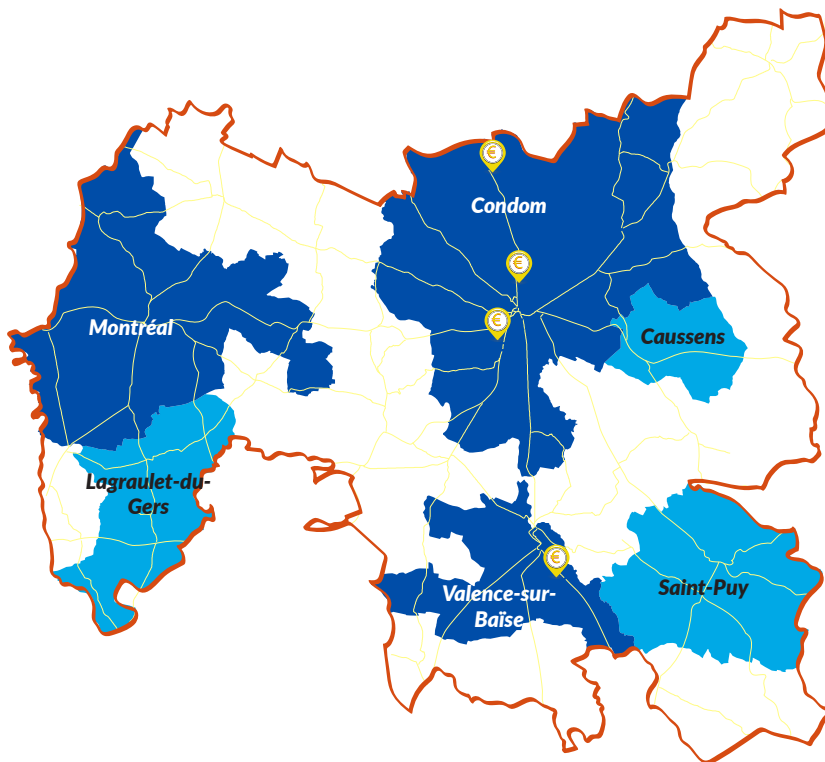 €
Condom
€
€
Montréal
Caussens
Lagraulet-du-
Gers
€
Valence-sur-
Baïse
Saint-Puy